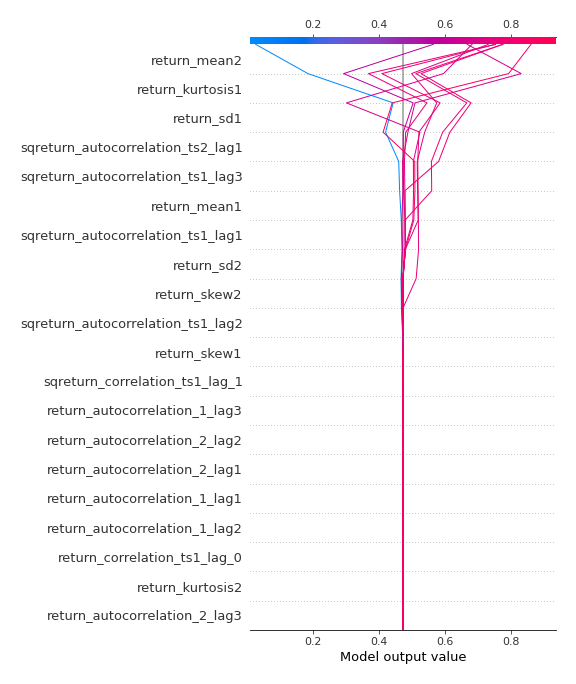 0.2 0.4 0.6 0.8
return_mean2
return_kurtosis1
return_sd1
sqreturn_autocorrelation_ts2_lag1
sqreturn_autocorrelation_ts1_lag3
return_mean1
sqreturn_autocorrelation_ts1_lag1
return_sd2
return_skew2
sqreturn_autocorrelation_ts1_lag2
return_skew1
sqreturn_correlation_ts1_lag_1
return_autocorrelation_1_lag3
return_autocorrelation_2_lag2
return_autocorrelation_2_lag1
return_autocorrelation_1_lag1
return_autocorrelation_1_lag2
return_correlation_ts1_lag_0
return_kurtosis2
return_autocorrelation_2_lag3
0.2 0.4 0.6 0.8
Model output value